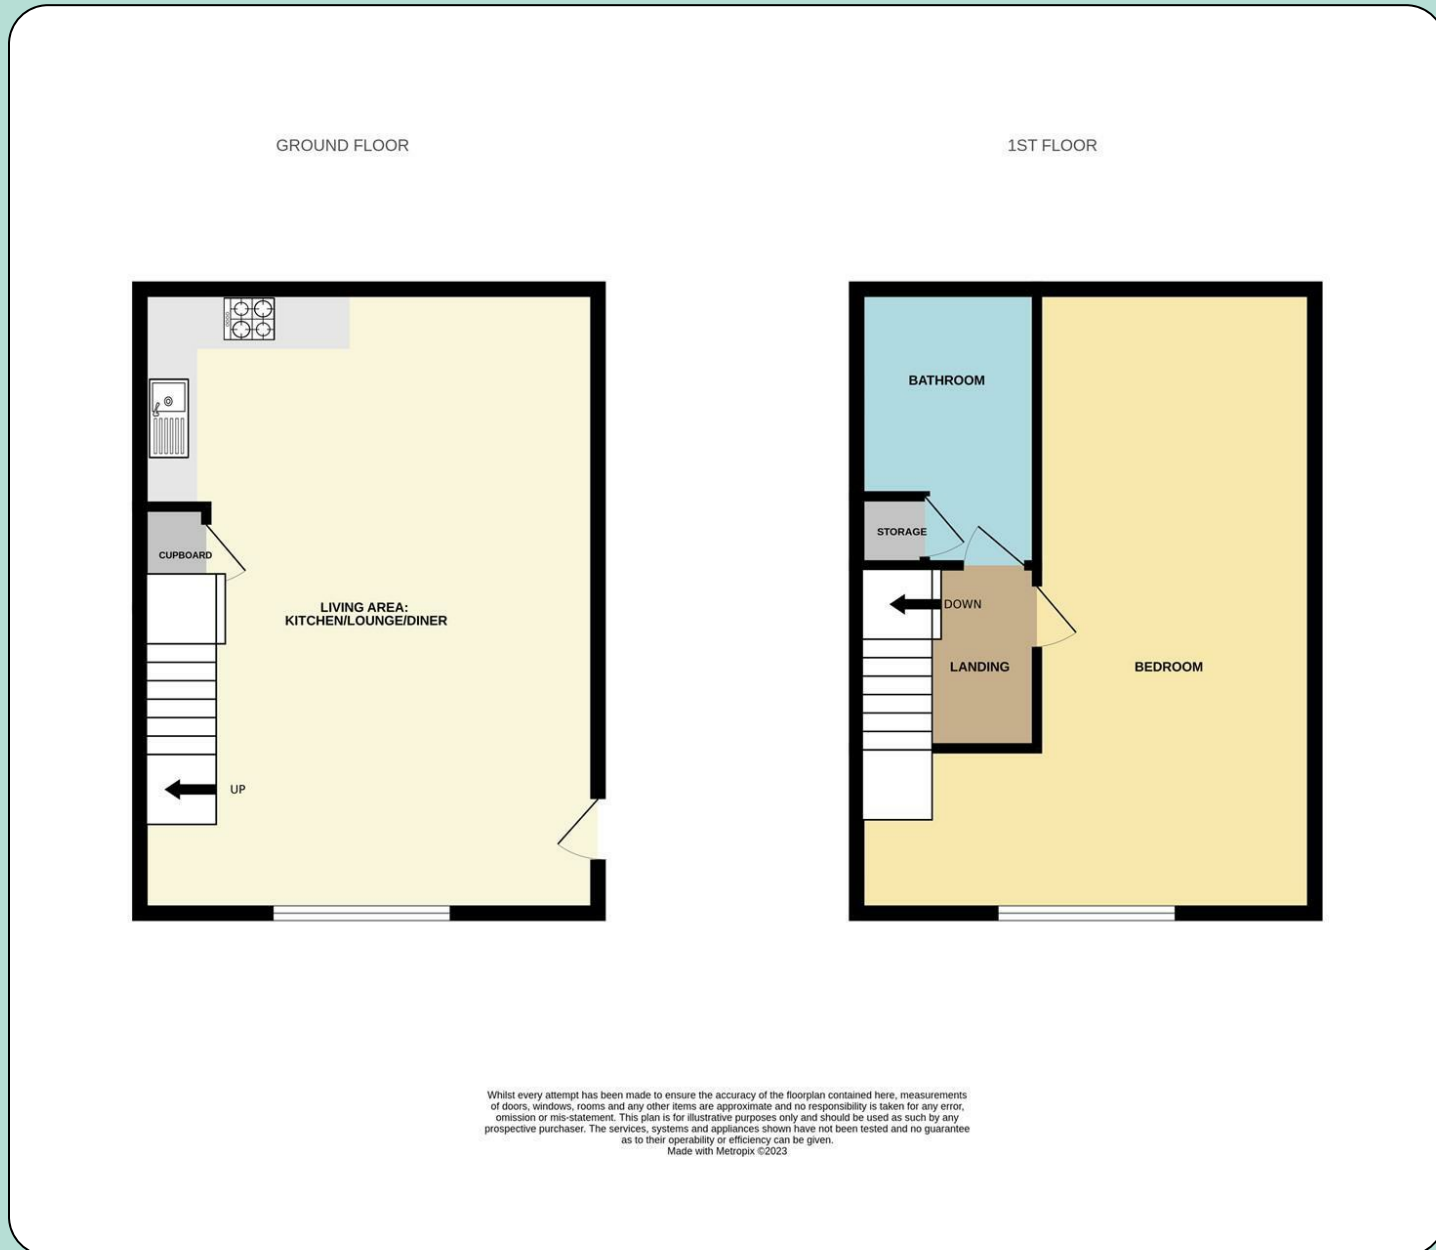 GROUND FLOOR
1ST FLOOR
CUPBOARD
LIVING AREA:
KITCHEN/LOUNGE/DINER
UP
BATHROOM
STORAGE
DOWN
LANDING
BEDROOM
Whilst every attempt has been made to ensure the accuracy of the floorplan contained here, measurements
of doors, windows, rooms and any other items are approximate and no responsibility is taken for any error,
omission or mis-statement. This plan is for illustrative purposes only and should be used as such by any
prospective purchaser. The services, systems and appliances shown have not been tested and no guarantee
as to their operability or efficiency can be given.
Made with Metropix ©2023